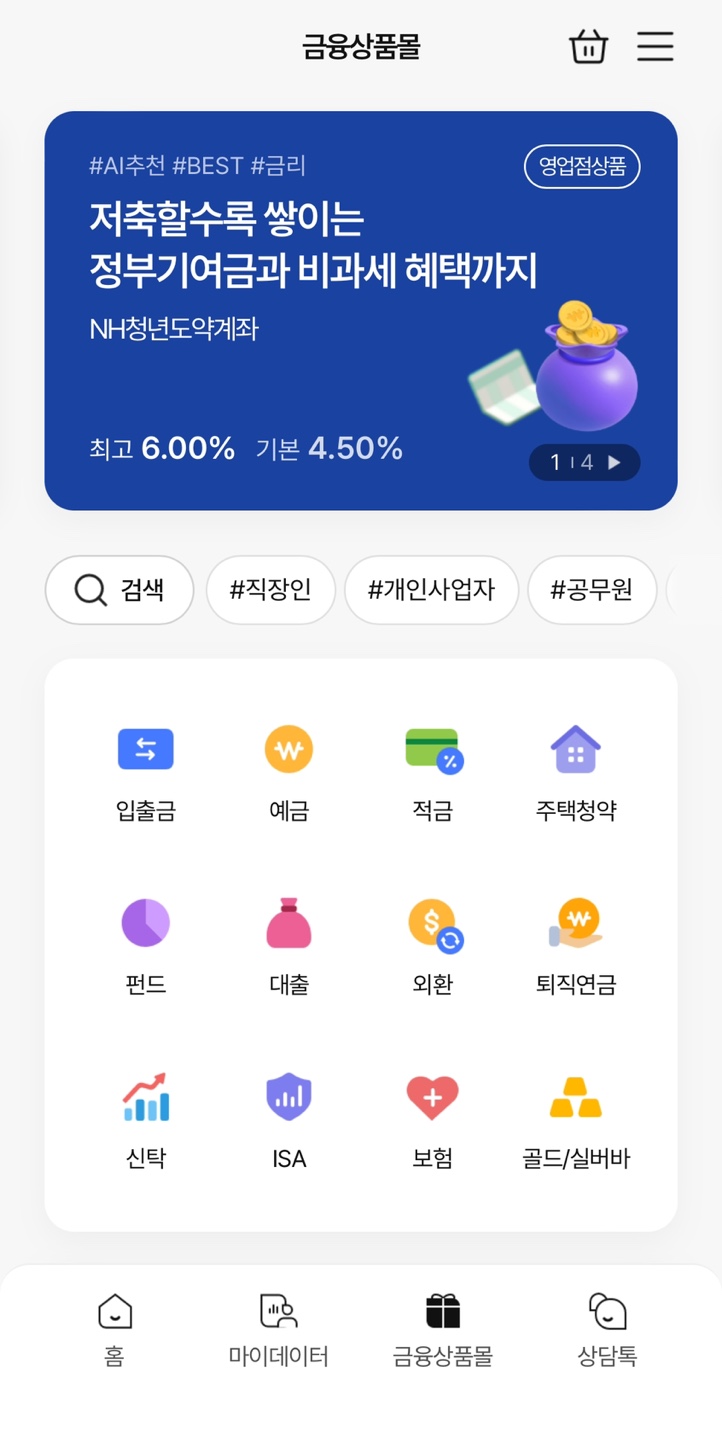 금융상품몰
#AI추천 #BEST #금리
영업점상품
저축할수록 쌓이는
정부기여금과 비과세 혜택까지
NH청년도약계좌
최고 6.00% 기본 4.50%
1 | 4
검색 #직장인 #개인사업자 #공무원
입출금 예금 적금 주택청약
펀드 대출 외환 퇴직연금
신탁 ISA 보험 골드/실버바
홈 마이데이터 금융상품몰 상담톡